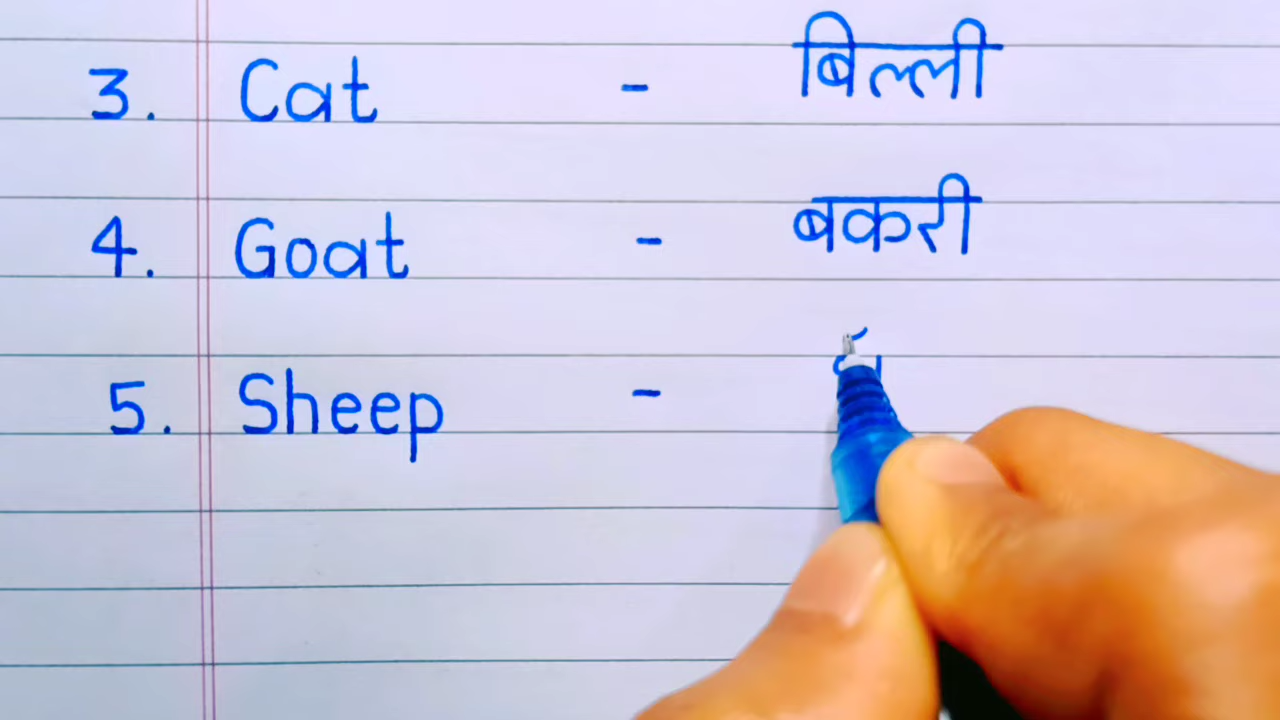 3. Cat - बिल्ली
4. Goat - बकरी
5. Sheep -